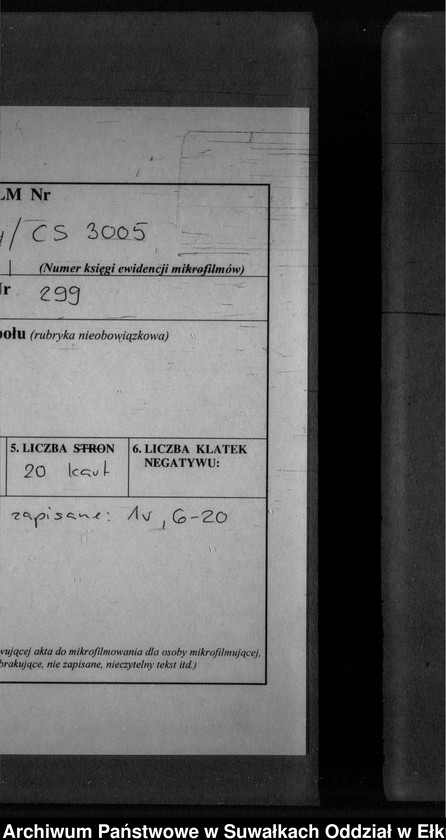 LM Nr
/ CS 3005
(Numer księgi ewidencji mikrofilmów)
Nr 299
połu (rubryka nieobowiązkowa)
5. LICZBA STRON
20 kart
6. LICZBA KLATEK
NEGATYWU:
zapisane: 1v, 6-20
wującej akta do mikrofilmowania dla osoby mikrofilmującej,
brakujące, nie zapisane, nieczytelny tekst itd.)
Archiwum Państwowe w Suwałkach Oddział w Ełk